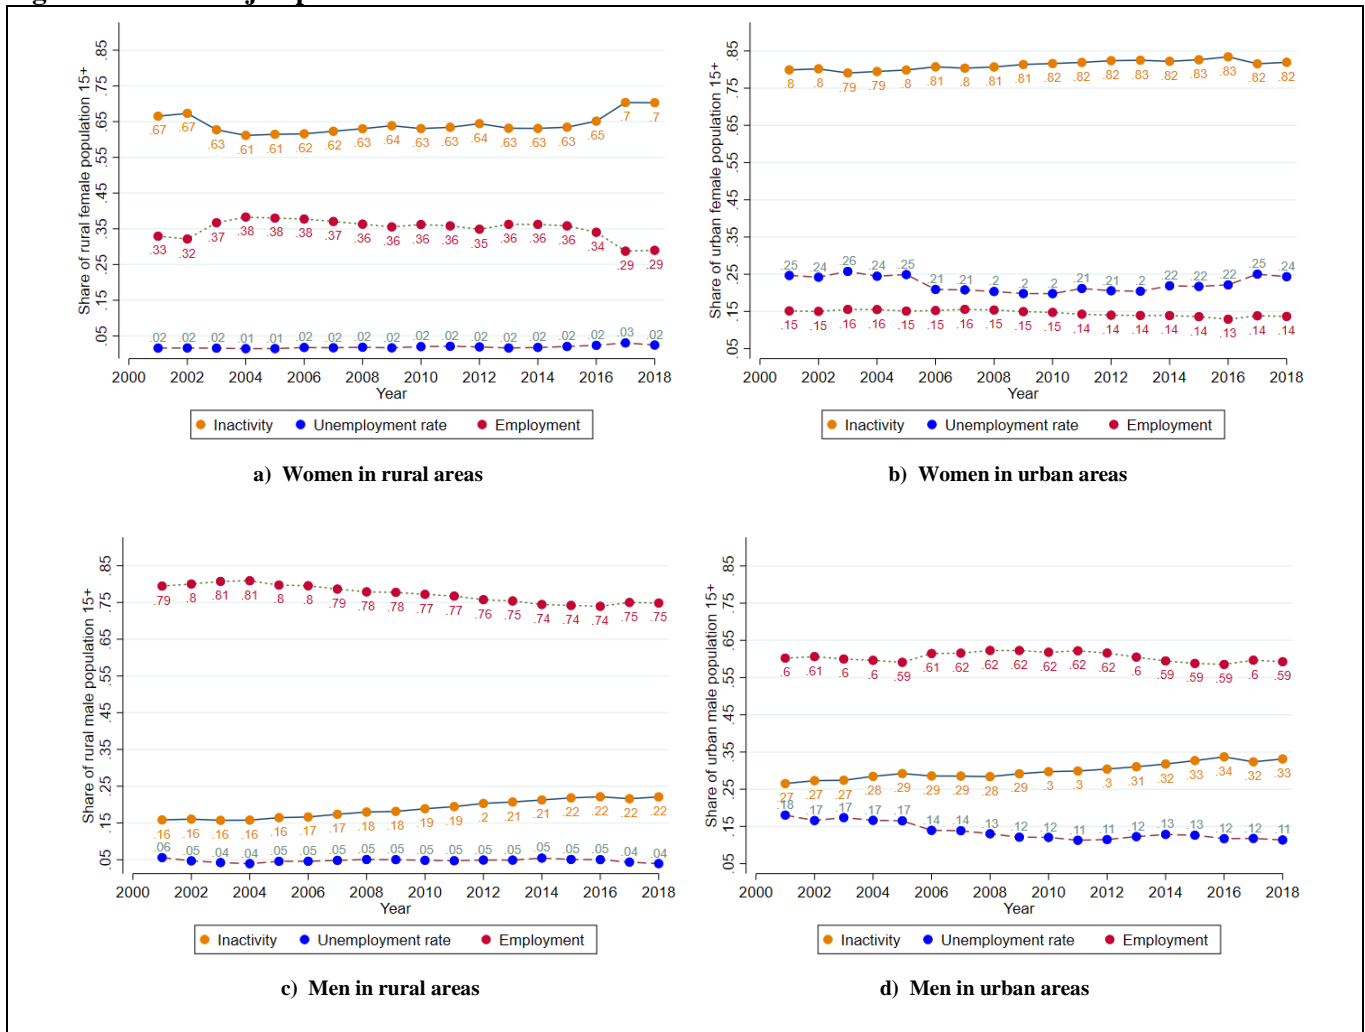 Share of rural female population 15+
.85
.75
.65
.55
.45
.35
.25
.15
.05
.67 .67 .63 .61 .61 .62 .62 .63 .64 .63 .63 .64 .63 .63 .63 .65 .7 .7
.33 .32 .37 .38 .38 .38 .37 .36 .36 .36 .36 .35 .36 .36 .36 .34 .29 .29
.02 .02 .02 .01 .01 .02 .02 .02 .02 .02 .02 .02 .02 .02 .02 .02 .03 .02
2000 2002 2004 2006 2008 2010 2012 2014 2016 2018
Year
Inactivity Unemployment rate Employment
a) Women in rural areas
Share of urban female population 15+
.85
.75
.65
.55
.45
.35
.25
.15
.05
.8 .8 .79 .79 .8 .81 .8 .81 .81 .82 .82 .82 .83 .82 .83 .83 .82 .82
.25 .24 .26 .24 .25 .21 .21 .2 .2 .2 .21 .21 .2 .22 .22 .22 .25 .24
.15 .15 .16 .16 .15 .15 .16 .15 .15 .15 .14 .14 .14 .14 .14 .13 .14 .14
2000 2002 2004 2006 2008 2010 2012 2014 2016 2018
Year
Inactivity Unemployment rate Employment
b) Women in urban areas
Share of rural male population 15+
.85
.75
.65
.55
.45
.35
.25
.15
.05
.79 .8 .81 .81 .8 .8 .79 .78 .78 .77 .77 .76 .75 .74 .74 .74 .75 .75
.16 .16 .16 .16 .16 .17 .17 .18 .18 .19 .19 .2 .21 .21 .22 .22 .22 .22
.06 .05 .04 .04 .05 .05 .05 .05 .05 .05 .05 .05 .05 .05 .05 .05 .04 .04
2000 2002 2004 2006 2008 2010 2012 2014 2016 2018
Year
Inactivity Unemployment rate Employment
c) Men in rural areas
Share of urban male population 15+
.85
.75
.65
.55
.45
.35
.25
.15
.05
.6 .61 .6 .6 .59 .61 .62 .62 .62 .62 .62 .62 .6 .59 .59 .59 .6 .59
.27 .27 .27 .28 .29 .29 .29 .28 .29 .3 .3 .3 .31 .32 .33 .34 .32 .33
.18 .17 .17 .17 .17 .14 .14 .13 .12 .12 .11 .11 .12 .13 .13 .12 .12 .11
2000 2002 2004 2006 2008 2010 2012 2014 2016 2018
Year
Inactivity Unemployment rate Employment
d) Men in urban areas